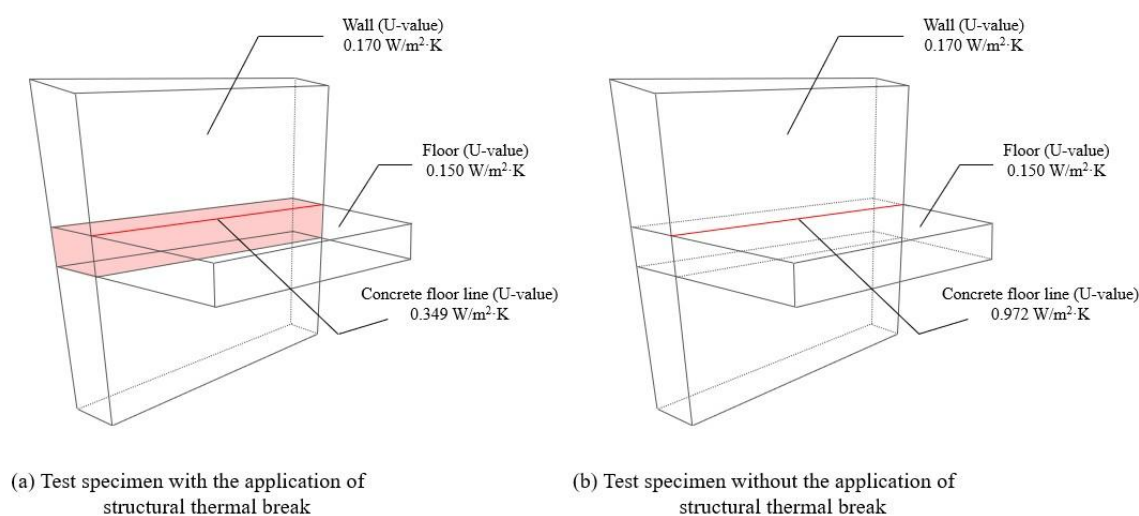 Wall (U-value)
0.170 W/m²·K
Floor (U-value)
0.150 W/m²·K
Concrete floor line (U-value)
0.349 W/m²·K
(a) Test specimen with the application of
structural thermal break
Wall (U-value)
0.170 W/m²·K
Floor (U-value)
0.150 W/m²·K
Concrete floor line (U-value)
0.972 W/m²·K
(b) Test specimen without the application of
structural thermal break